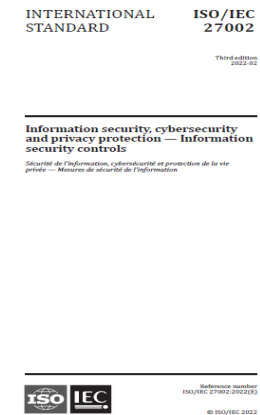 INTERNATIONAL STANDARD
ISO/IEC 27002
Third edition
2022-02
Information security, cybersecurity
and privacy protection — Information
security controls
Sécurité de l'information, cybersécurité et protection de la vie
privée — Mesures de sécurité de l'information
ISO
IEC
Reference number
ISO/IEC 27002:2022(E)
© ISO/IEC 2022